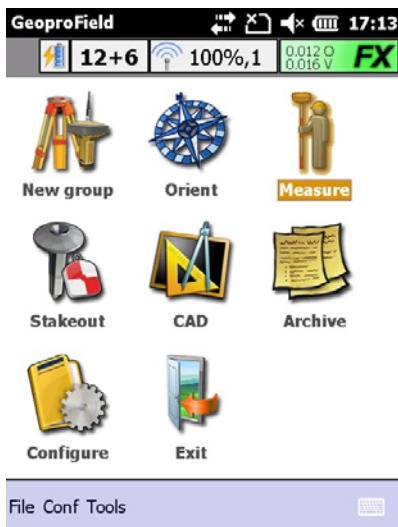 GeoproField 17:13
12+6 100%,1 0.012 O FX
0.016 V
New group Orient Measure
Stakeout CAD Archive
Configure Exit
File Conf Tools